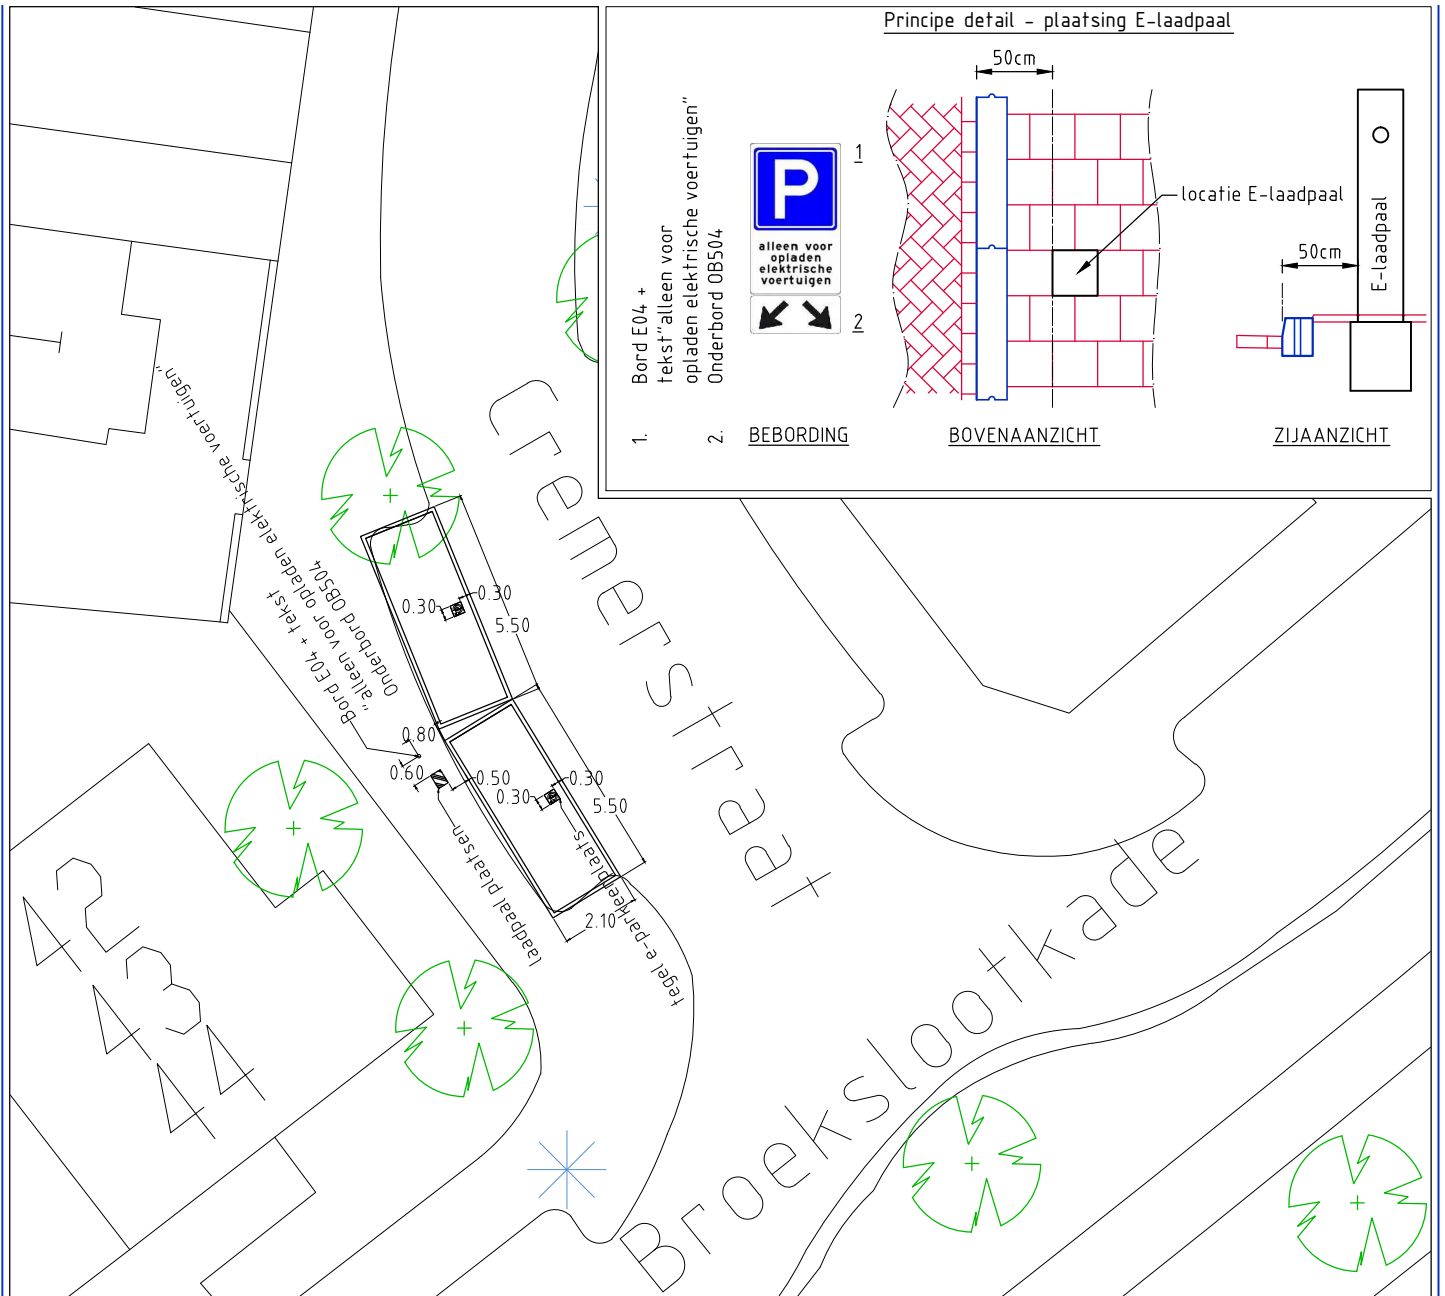 Principe detail - plaatsing E-laadpaal
1. Bord E04 +
tekst"alleen voor
opladen elektrische voertuigen"
2. Onderbord OB504
P
alleen voor
opladen
elektrische
voertuigen
1
2
BEBORDING
50cm
locatie E-laadpaal
BOVENAANZICHT
50cm
E-laadpaal
ZIJAANZICHT
Cremerstraat
Broekslootkade
Bord E04 + tekst
"alleen voor opladen elektrische voertuigen"
Onderbord OB504
0.30
0.30
5.50
0.80
0.60
0.50
0.30
0.30
5.50
2.10
laadpaal plaatsen
tegel e-parkeerplaats